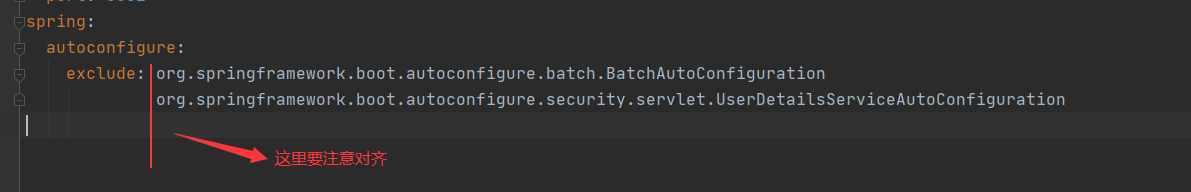 spring:
autoconfigure:
exclude: org.springframework.boot.autoconfigure.batch.BatchAutoConfiguration
org.springframework.boot.autoconfigure.security.servlet.UserDetailsServiceAutoConfiguration
这里要注意对齐